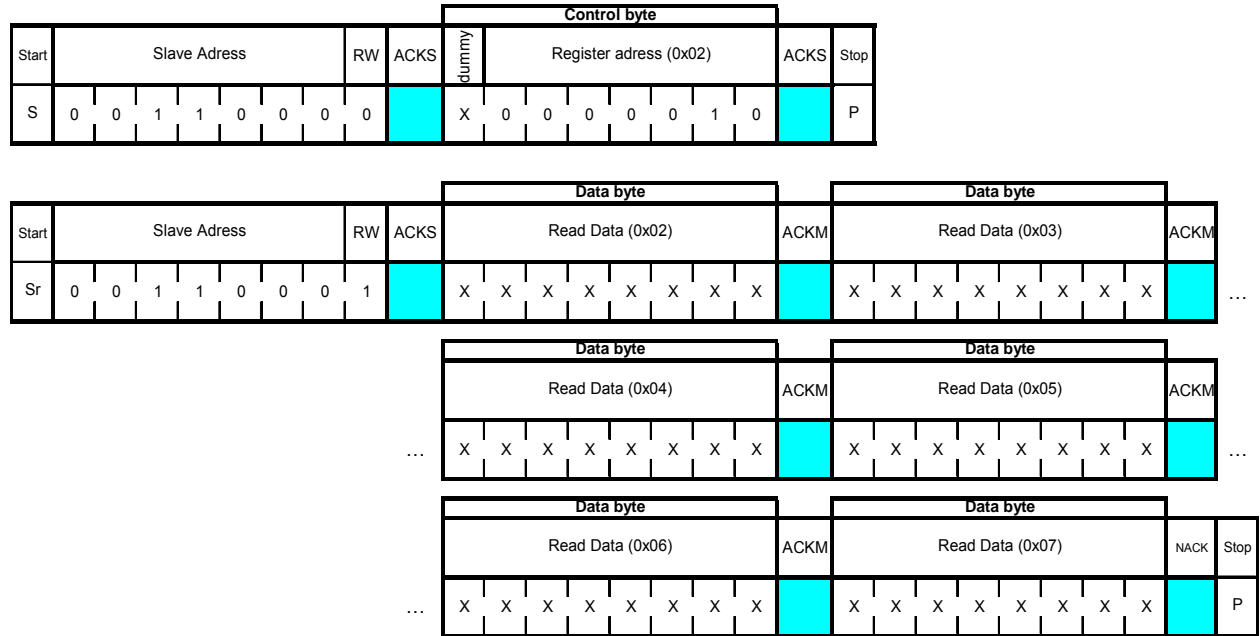 Control byte
Start Slave Adress RW ACKS dummy Register adress (0x02) ACKS Stop
S 0 0 1 1 0 0 0 0 X 0 0 0 0 0 1 0 P
Data byte Data byte
Start Slave Adress RW ACKS Read Data (0x02) ACKM Read Data (0x03) ACKM
Sr 0 0 1 1 0 0 0 1 X X X X X X X X X X X X X X X X …
Data byte Data byte
Read Data (0x04) ACKM Read Data (0x05) ACKM
… X X X X X X X X X X X X X X X X …
Data byte Data byte
Read Data (0x06) ACKM Read Data (0x07) NACK Stop
… X X X X X X X X X X X X X X X X P